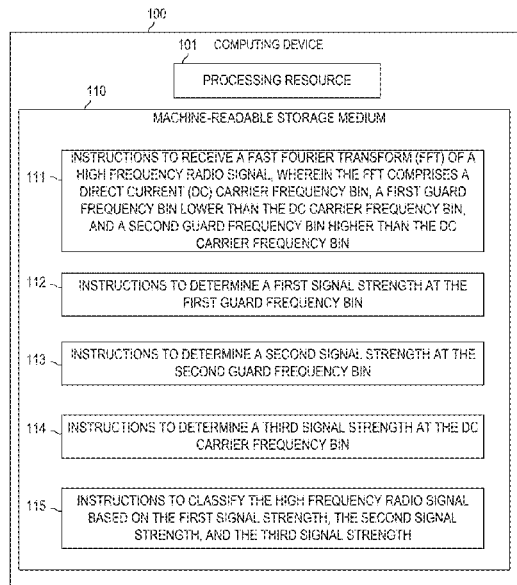 100
101
COMPUTING DEVICE
PROCESSING RESOURCE
110
MACHINE-READABLE STORAGE MEDIUM
111
INSTRUCTIONS TO RECEIVE A FAST FOURIER TRANSFORM (FFT) OF A
HIGH FREQUENCY RADIO SIGNAL, WHEREIN THE FFT COMPRISES A
DIRECT CURRENT (DC) CARRIER FREQUENCY BIN, A FIRST GUARD
FREQUENCY BIN LOWER THAN THE DC CARRIER FREQUENCY BIN,
AND A SECOND GUARD FREQUENCY BIN HIGHER THAN THE DC
CARRIER FREQUENCY BIN
112
INSTRUCTIONS TO DETERMINE A FIRST SIGNAL STRENGTH AT THE
FIRST GUARD FREQUENCY BIN
113
INSTRUCTIONS TO DETERMINE A SECOND SIGNAL STRENGTH AT THE
SECOND GUARD FREQUENCY BIN
114
INSTRUCTIONS TO DETERMINE A THIRD SIGNAL STRENGTH AT THE DC
CARRIER FREQUENCY BIN
115
INSTRUCTIONS TO CLASSIFY THE HIGH FREQUENCY RADIO SIGNAL
BASED ON THE FIRST SIGNAL STRENGTH, THE SECOND SIGNAL
STRENGTH, AND THE THIRD SIGNAL STRENGTH